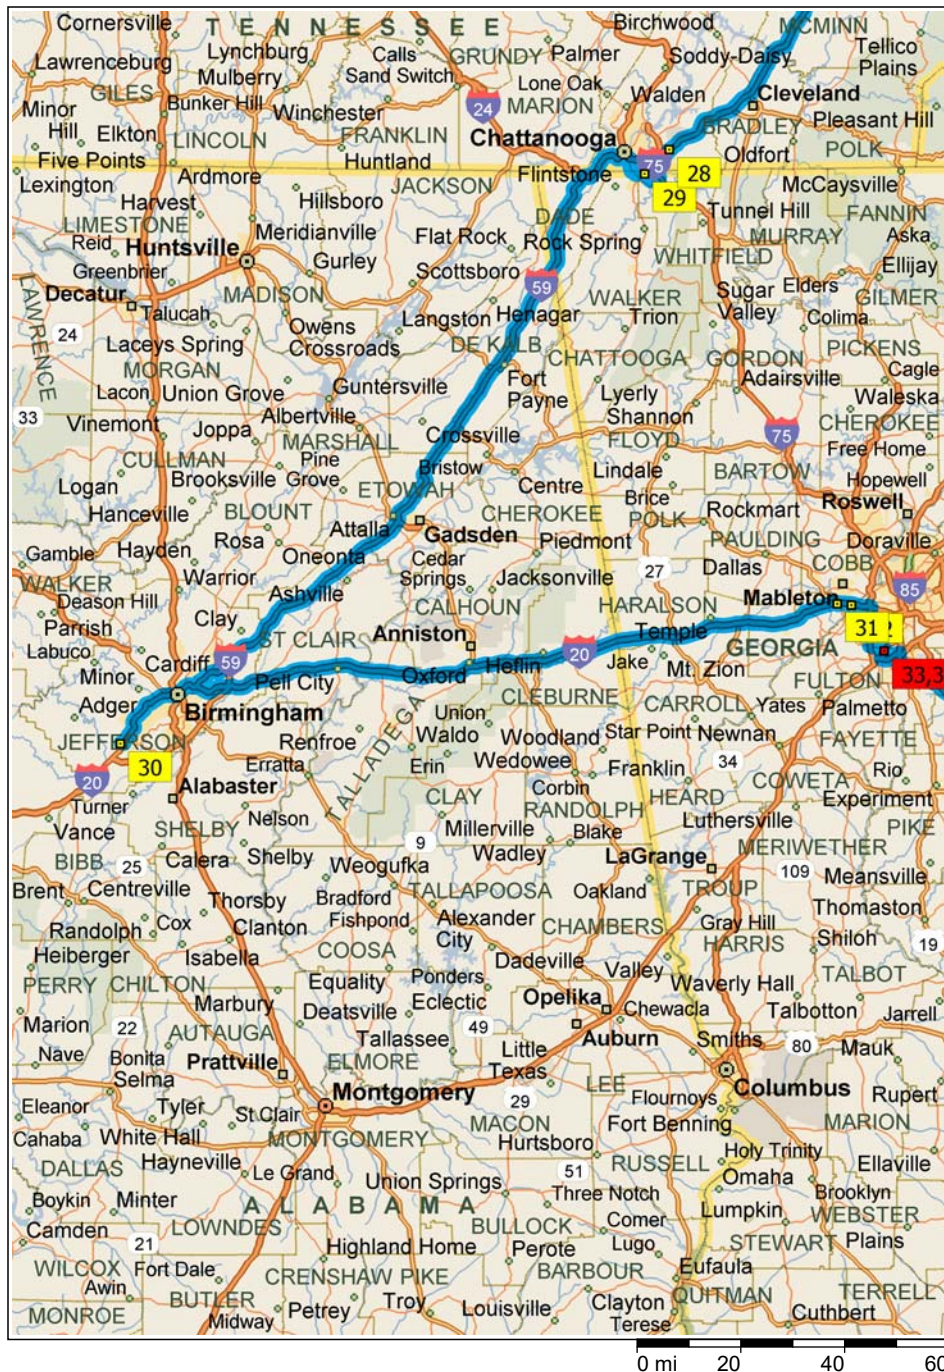 Cornersville
TENNESSEE
Birchwood
MCMINN
Lynchburg
Calls
GRUNDY
Palmer
Soddy-Daisy
Tellico
Plains
Lawrenceburg
Mulberry
Sand Switch
Lone Oak
Walden
GILES
Bunker Hill
24
MARION
Cleveland
Minor
Hill
Winchester
Elkton
LINCOLN
FRANKLIN
Chattanooga
BRADLEY
Pleasant Hill
Five Points
Huntland
Oldfort
POLK
Lexington
Ardmore
JACKSON
Flintstone
75
28
29
McCaysville
Harvest
Hillsboro
DADE
Tunnel Hill
FANNIN
LIMESTONE
Meridianville
Flat Rock
Rock Spring
MURRAY
Aska
Reid
Huntsville
WHITFIELD
Greenbrier
Gurley
Scottsboro
59
Ellijay
Decatur
MADISON
WALKER
Sugar
Valley
Elders
GILMER
LAWRENCE
Talucah
Langston
Henagar
Trion
Colima
24
Owens
Crossroads
DE KALB
Laceys Spring
CHATTOOGA
GORDON
PICKENS
MORGAN
Guntersville
Fort
Payne
Adairsville
Cagle
Lacon
Union Grove
Lyerly
Waleska
33
Albertville
Shannon
CHEROKEE
Vinemont
Joppa
MARSHALL
Crossville
FLOYD
75
Free Home
CULLMAN
Pine
Grove
Bristow
Lindale
BARTOW
Hopewell
Logan
Brooksville
ETOWAH
Centre
Brice
Roswell
Hanceville
BLOUNT
CHEROKEE
POLK
Rockmart
Rosa
Attalla
Gadsden
Piedmont
PAULDING
Doraville
Gamble
Hayden
Oneonta
Cedar
Springs
27
Dallas
COBB
WALKER
Warrior
Jacksonville
85
Deason Hill
Ashville
CALHOUN
HARALSON
Mableton
Parrish
Clay
ST CLAIR
Anniston
Temple
31
2
Labuco
Cardiff
59
20
GEORGIA
Minor
Pell City
Oxford
Heflin
Jake
Mt. Zion
FULTON
33,3
Adger
Birmingham
CLEBURNE
CARROLL
Yates
Palmetto
JEFFERSON
Renfroe
TALLADEGA
Union
Waldo
Woodland
Star Point
Newnan
FAYETTE
30
20
Erratta
Erin
Wedowee
Franklin
34
Rio
Turner
Alabaster
Corbin
COWETA
Vance
Nelson
CLAY
RANDOLPH
HEARD
Luthersville
Experiment
SHELBY
Millerville
Blake
PIKE
BIBB
25
Calera
Shelby
9
Wadley
LaGrange
MERIWETHER
Weogufka
109
Meansville
Brent
Centreville
Thorsby
Bradford
TALLAPOOSA
Oakland
TROUP
Thomaston
Cox
Fishpond
Alexander
City
CHAMBERS
Gray Hill
Randolph
Clanton
COOSA
HARRIS
Shiloh
19
Heiberger
Isabella
Dadeville
Valley
PERRY
CHILTON
Equality
Ponders
Waverly Hall
TALBOT
Marbury
Eclectic
Opelika
Marion
22
Deatsville
49
Chewacla
Talbotton
Jarrell
AUTAUGA
Tallassee
Auburn
Smiths
80
Nave
Bonita
Prattville
ELMORE
Little
Texas
Mauk
Selma
Montgomery
LEE
Columbus
Eleanor
Tyler
St Clair
29
Flournoys
Rupert
MACON
Fort Benning
MARION
Cahaba
White Hall
MONTGOMERY
Hurtsboro
Holy Trinity
DALLAS
Hayneville
51
RUSSELL
Ellaville
Le Grand
Omaha
Boykin
Minter
Union Springs
Three Notch
Brooklyn
ALABAMA
Lumpkin
WEBSTER
Camden
LOWNDES
BULLOCK
Comer
21
Highland Home
Perote
Lugo
STEWART
Plains
WILCOX
Fort Dale
BARBOUR
Eufaula
Awin
CRENSHAW
PIKE
QUITMAN
TERRELL
MONROE
BUTLER
Petrey
Troy
Louisville
Clayton
Midway
Terese
Cuthbert
0 mi 20 40 60